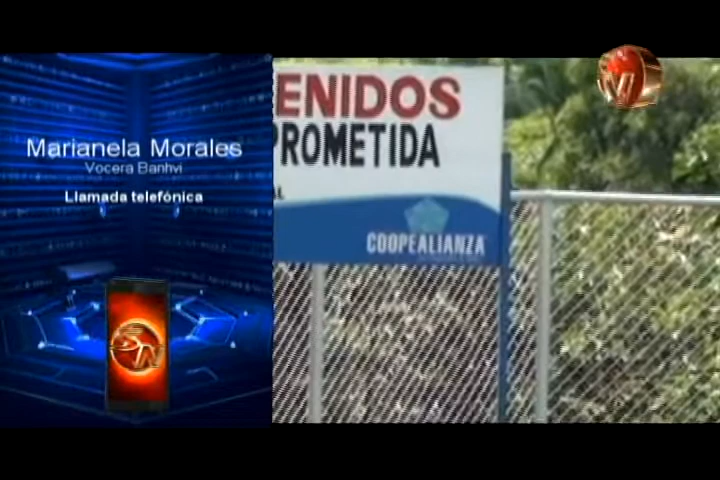 Marianela Morales
Vocera Banhvi
Llamada telefónica
ENIDOS
PROMETIDA
COOPEALIANZA